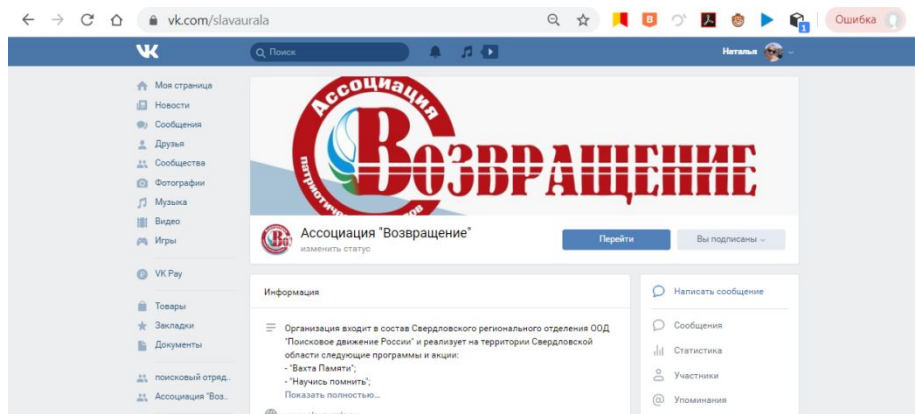 vk.com/slavaurala
Ошибка
1
Поиск
Наталья
Моя страница
Новости
Сообщения
Друзья
Сообщества
Фотографии
Музыка
Видео
Игры
VK Pay
Товары
Закладки
Документы
поисковый отряд..
Ассоциация "Воз..
Ассоциация
ВОЗВРАЩЕНИЕ
Ассоциация "Возвращение"
изменить статус
Перейти
Вы подписаны
Информация
Организация входит в состав Свердловского регионального отделения ООД
"Поисковое движение России" и реализует на территории Свердловской
области следующие программы и акции:
- "Вахта Памяти";
- "Научись помнить";
Показать полностью...
Написать сообщение
Сообщения
Статистика
Участники
Упоминания